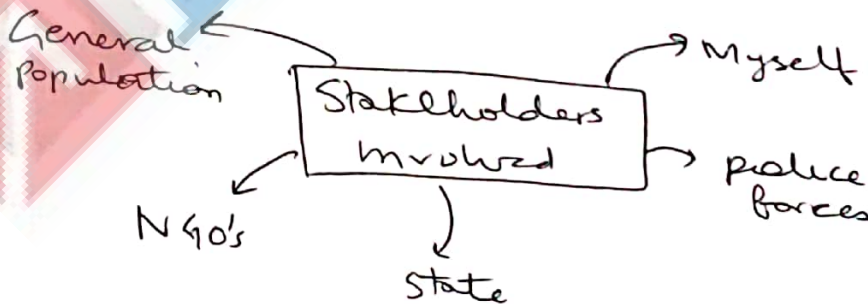 General
Population
Stakeholders
Involved
Myself
police
forces
NGO's
State